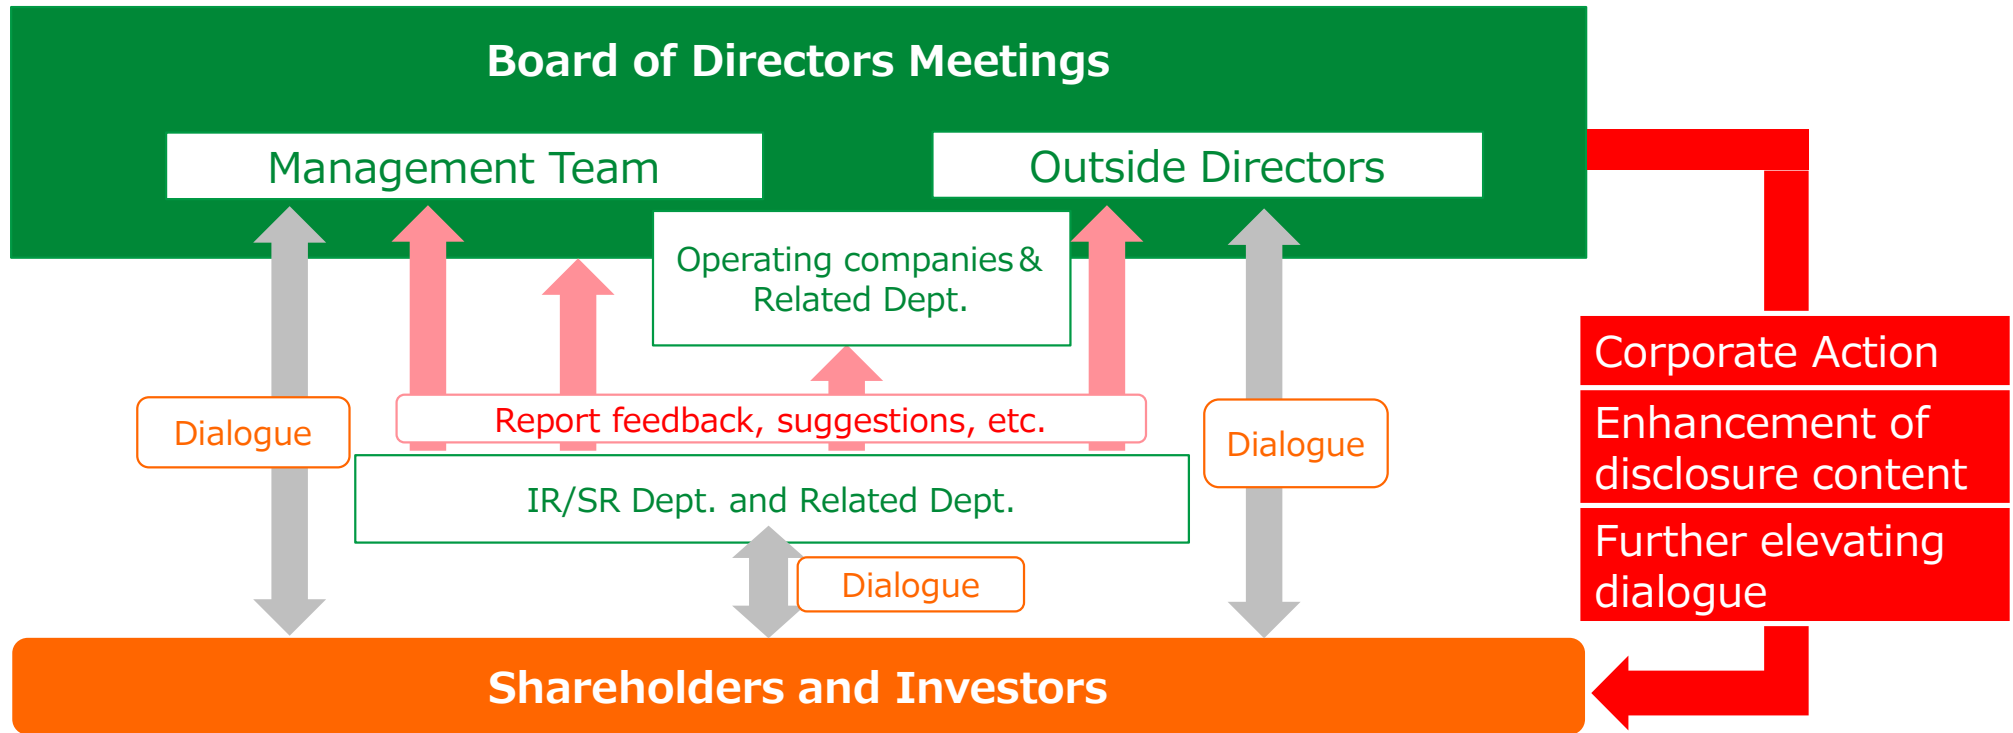 Board of Directors Meetings
Management Team
Outside Directors
Operating companies&
Related Dept.
Report feedback, suggestions, etc.
Dialogue
Dialogue
IR/SR Dept. and Related Dept.
Dialogue
Shareholders and Investors
Corporate Action
Enhancement of
disclosure content
Further elevating
dialogue